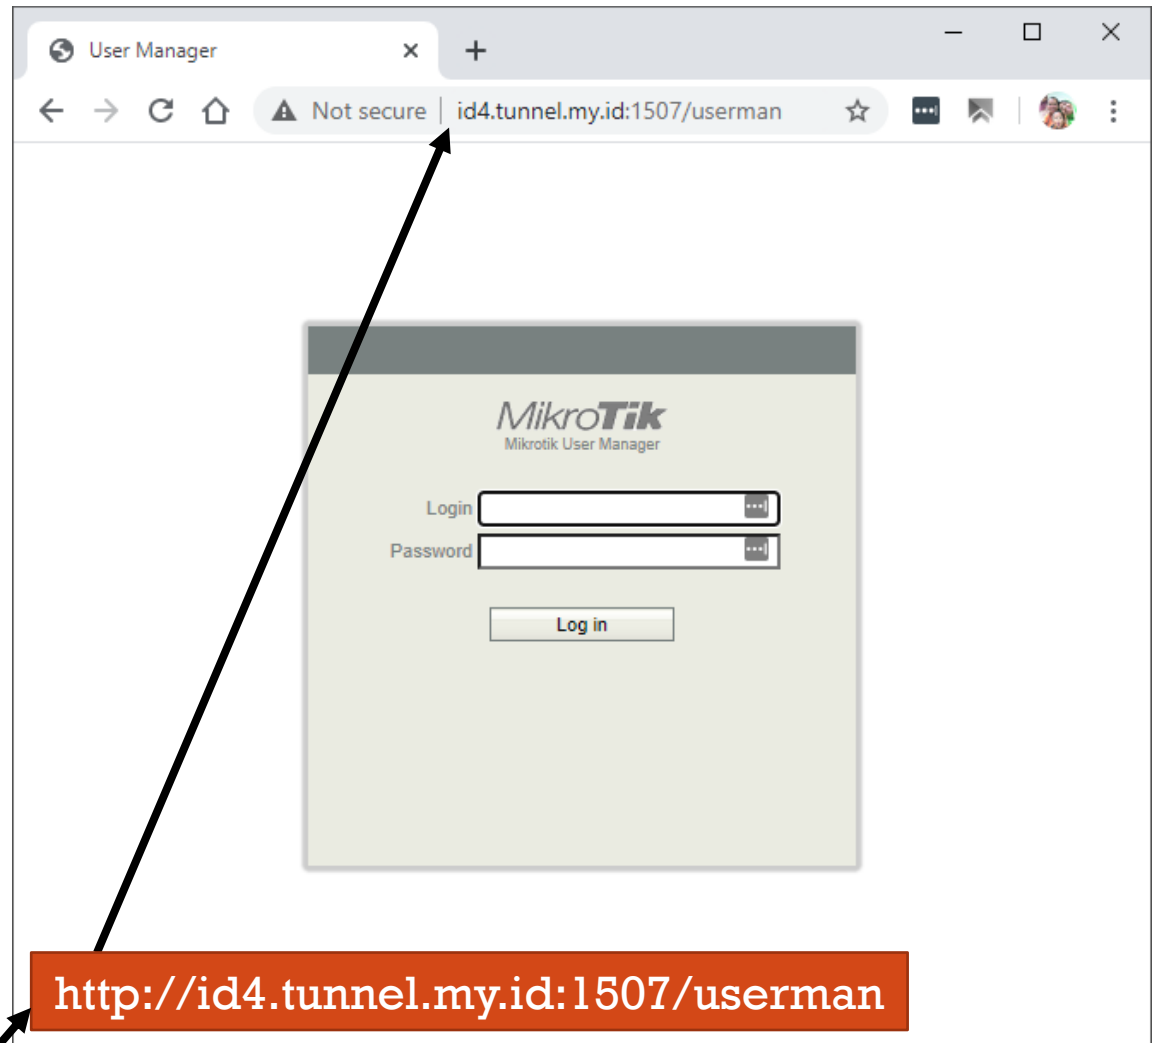 User Manager
Not secure id4.tunnel.my.id:1507/userman
MikroTik
Mikrotik User Manager
Login
Password
Log in
http://id4.tunnel.my.id:1507/userman